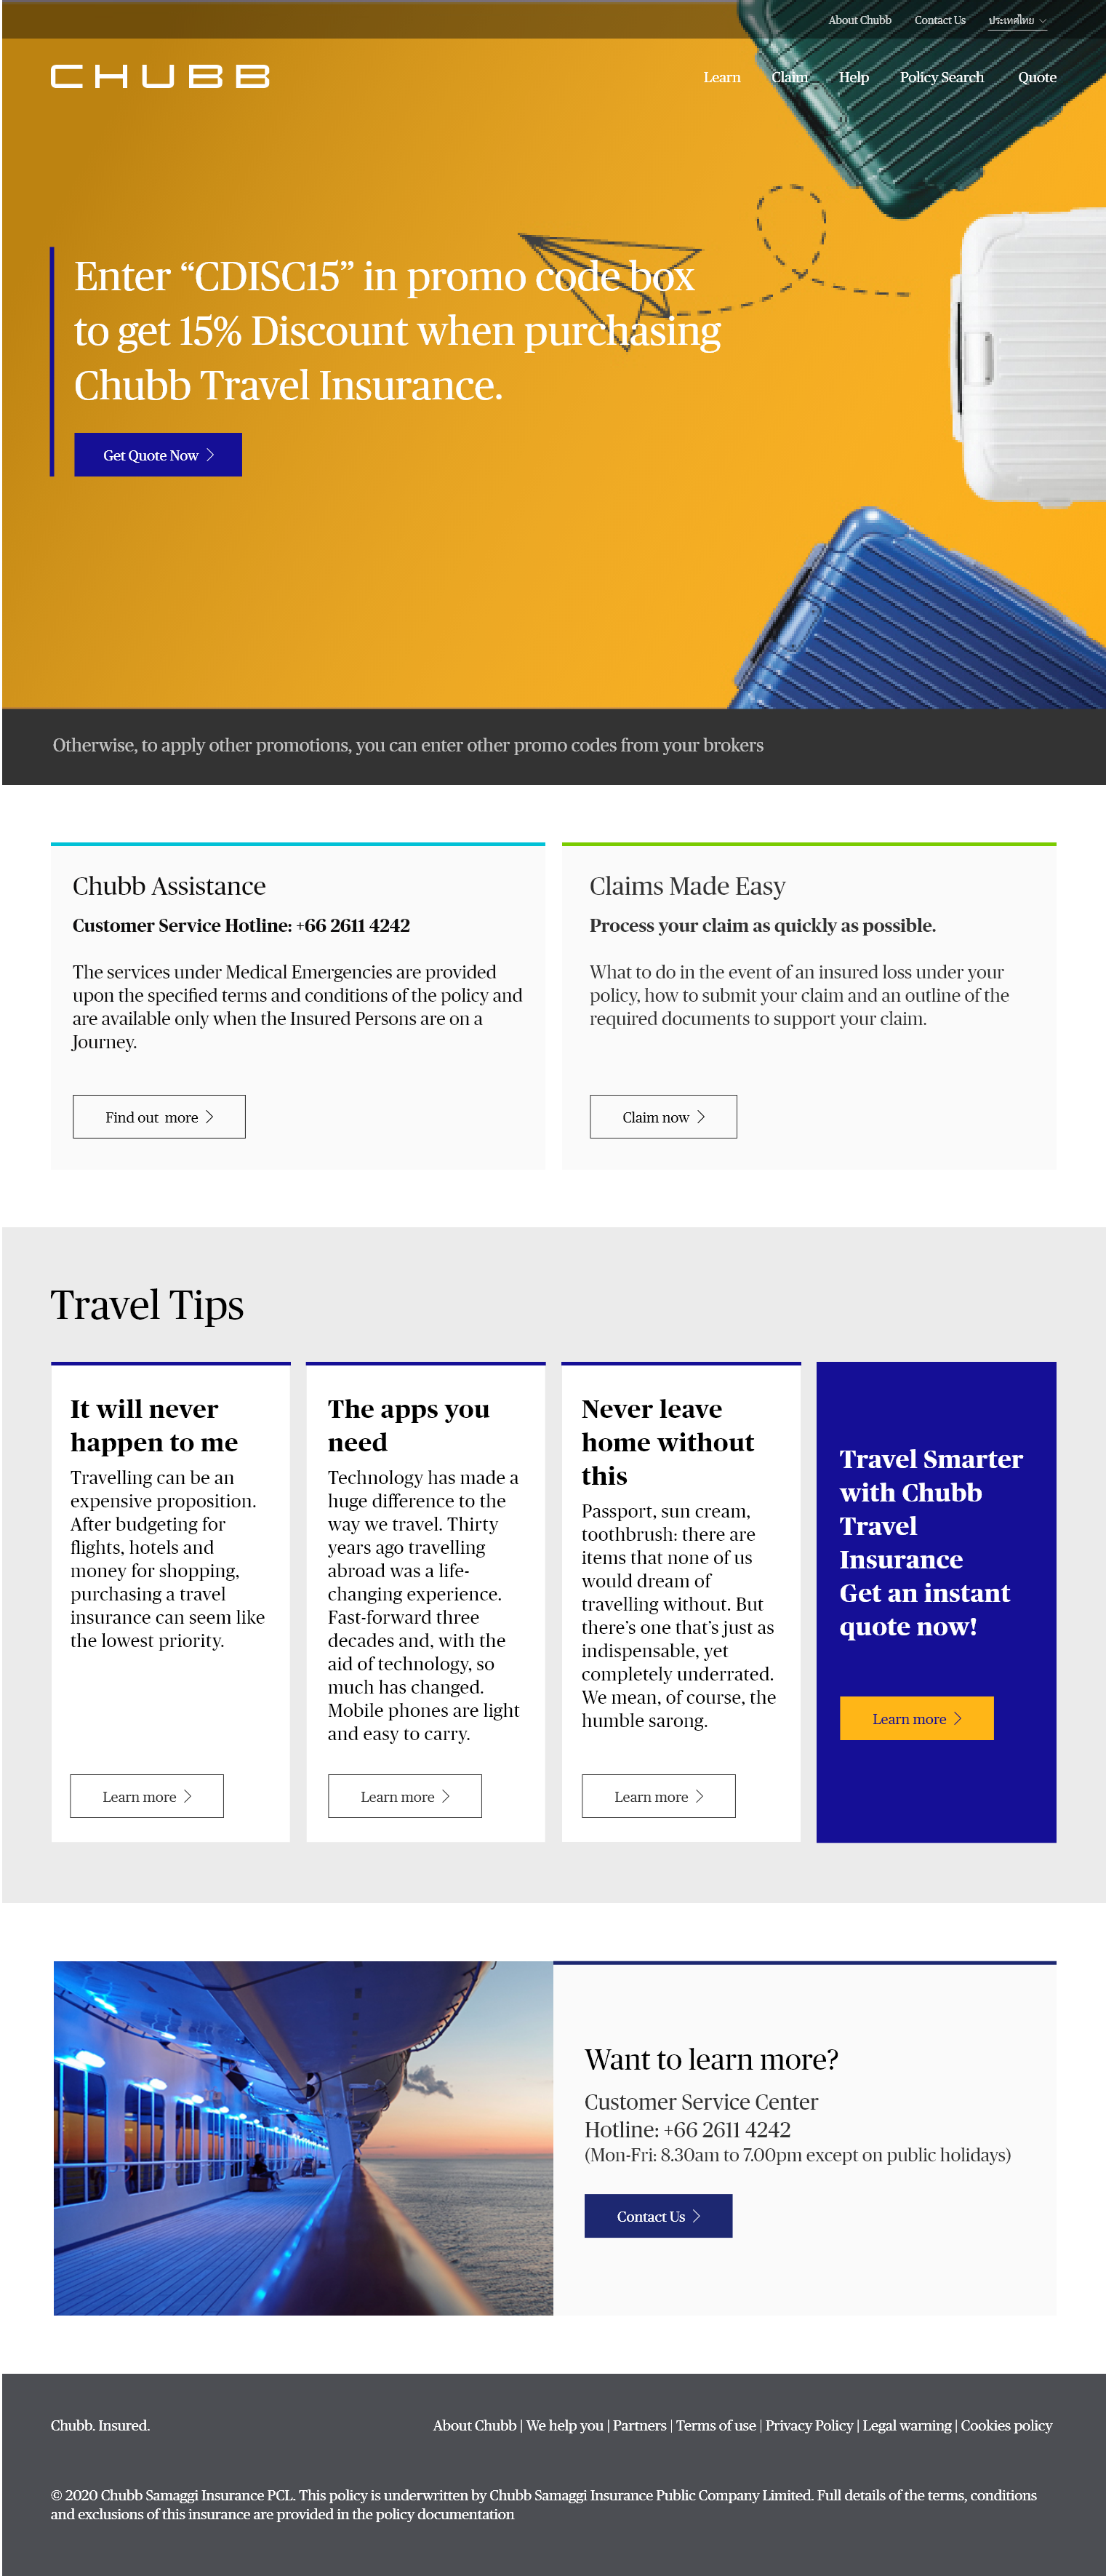 About Chubb Contact Us ประเทศไทย
CHUBB
Learn Claim Help Policy Search Quote
Enter “CDISC15” in promo code box
to get 15% Discount when purchasing
Chubb Travel Insurance.
Get Quote Now
Otherwise, to apply other promotions, you can enter other promo codes from your brokers
Chubb Assistance
Customer Service Hotline: +66 2611 4242
The services under Medical Emergencies are provided
upon the specified terms and conditions of the policy and
are available only when the Insured Persons are on a
Journey.
Find out more
Claims Made Easy
Process your claim as quickly as possible.
What to do in the event of an insured loss under your
policy, how to submit your claim and an outline of the
required documents to support your claim.
Claim now
Travel Tips
It will never
happen to me
Travelling can be an
expensive proposition.
After budgeting for
flights, hotels and
money for shopping,
purchasing a travel
insurance can seem like
the lowest priority.
Learn more
The apps you
need
Technology has made a
huge difference to the
way we travel. Thirty
years ago travelling
abroad was a life-
changing experience.
Fast-forward three
decades and, with the
aid of technology, so
much has changed.
Mobile phones are light
and easy to carry.
Learn more
Never leave
home without
this
Passport, sun cream,
toothbrush: there are
items that none of us
would dream of
travelling without. But
there’s one that’s just as
indispensable, yet
completely underrated.
We mean, of course, the
humble sarong.
Learn more
Travel Smarter
with Chubb
Travel
Insurance
Get an instant
quote now!
Learn more
Want to learn more?
Customer Service Center
Hotline: +66 2611 4242
(Mon-Fri: 8.30am to 7.00pm except on public holidays)
Contact Us
Chubb. Insured.
About Chubb | We help you | Partners | Terms of use | Privacy Policy | Legal warning | Cookies policy
© 2020 Chubb Samaggi Insurance PCL. This policy is underwritten by Chubb Samaggi Insurance Public Company Limited. Full details of the terms, conditions
and exclusions of this insurance are provided in the policy documentation